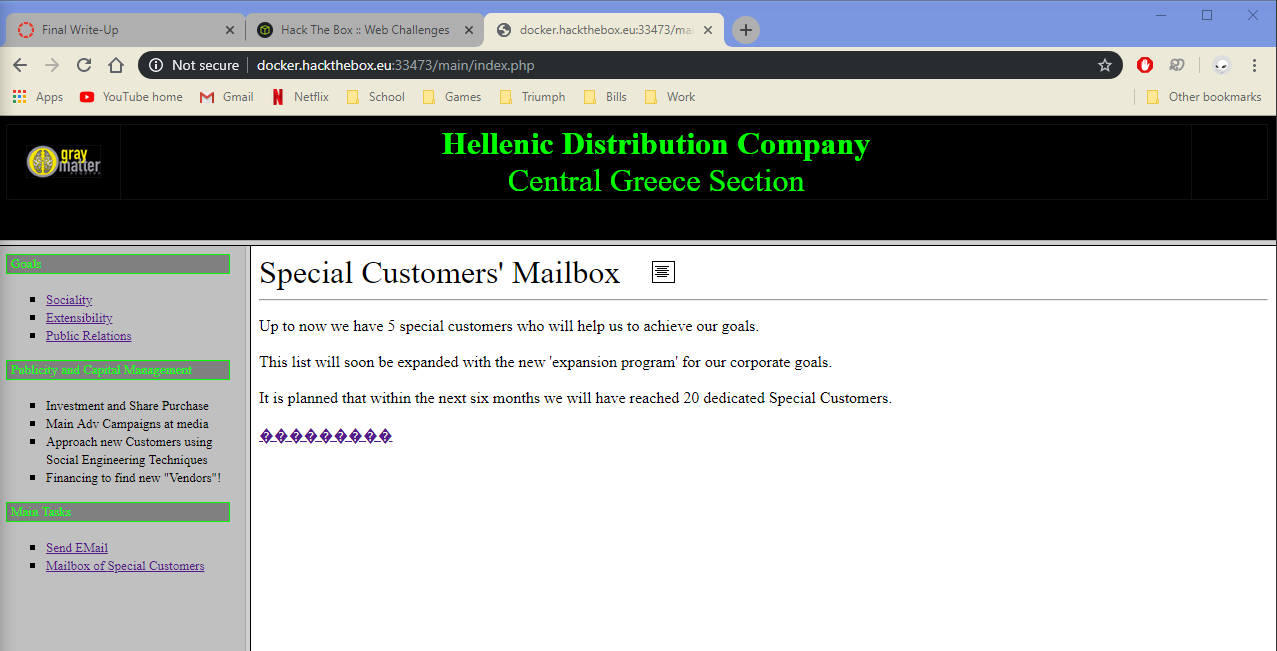 Final Write-Up
Hack The Box :: Web Challenges
docker.hackthebox.eu:33473/mai
Not secure
docker.hackthebox.eu:33473/main/index.php
Apps
YouTube home
Gmail
Netflix
School
Games
Triumph
Bills
Work
Other bookmarks
gray
matter
Hellenic Distribution Company
Central Greece Section
Goals
Sociality
Extensibility
Public Relations
Publicity and Capital Management
Investment and Share Purchase
Main Adv Campaigns at media
Approach new Customers using
Social Engineering Techniques
Financing to find new "Vendors"!
Main Tasks
Send EMail
Mailbox of Special Customers
Special Customers' Mailbox
Up to now we have 5 special customers who will help us to achieve our goals.
This list will soon be expanded with the new 'expansion program' for our corporate goals.
It is planned that within the next six months we will have reached 20 dedicated Special Customers.
���������